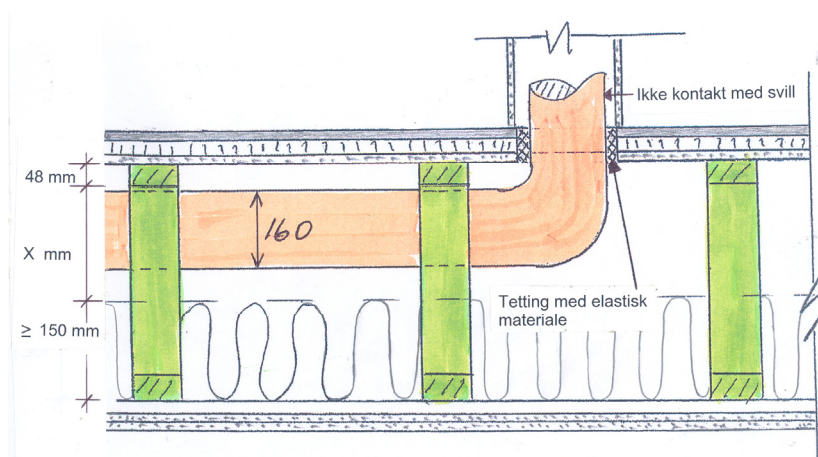 Ikke kontakt med svill
48 mm
160
X mm
Tetting med elastisk
materiale
≥ 150 mm